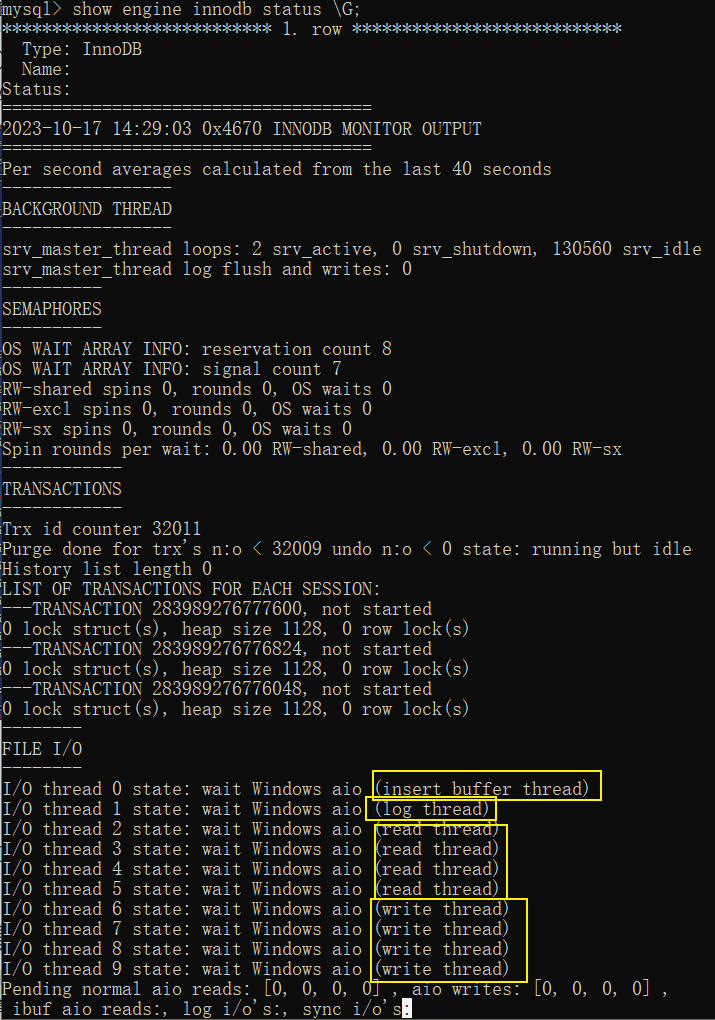 mysql> show engine innodb status \G;
*************************** 1. row ***************************
  Type: InnoDB
  Name:
Status:
=====================================
2023-10-17 14:29:03 0x4670 INNODB MONITOR OUTPUT
=====================================
Per second averages calculated from the last 40 seconds
-----------------
BACKGROUND THREAD
-----------------
srv_master_thread loops: 2 srv_active, 0 srv_shutdown, 130560 srv_idle
srv_master_thread log flush and writes: 0
----------
SEMAPHORES
----------
OS WAIT ARRAY INFO: reservation count 8
OS WAIT ARRAY INFO: signal count 7
RW-shared spins 0, rounds 0, OS waits 0
RW-excl spins 0, rounds 0, OS waits 0
RW-sx spins 0, rounds 0, OS waits 0
Spin rounds per wait: 0.00 RW-shared, 0.00 RW-excl, 0.00 RW-sx
------------
TRANSACTIONS
------------
Trx id counter 32011
Purge done for trx's n:o < 32009 undo n:o < 0 state: running but idle
History list length 0
LIST OF TRANSACTIONS FOR EACH SESSION:
---TRANSACTION 283989276777600, not started
0 lock struct(s), heap size 1128, 0 row lock(s)
---TRANSACTION 283989276776824, not started
0 lock struct(s), heap size 1128, 0 row lock(s)
---TRANSACTION 283989276776048, not started
0 lock struct(s), heap size 1128, 0 row lock(s)
--------
FILE I/O
--------
I/O thread 0 state: wait Windows aio (insert buffer thread)
I/O thread 1 state: wait Windows aio (log thread)
I/O thread 2 state: wait Windows aio (read thread)
I/O thread 3 state: wait Windows aio (read thread)
I/O thread 4 state: wait Windows aio (read thread)
I/O thread 5 state: wait Windows aio (read thread)
I/O thread 6 state: wait Windows aio (write thread)
I/O thread 7 state: wait Windows aio (write thread)
I/O thread 8 state: wait Windows aio (write thread)
I/O thread 9 state: wait Windows aio (write thread)
Pending normal aio reads: [0, 0, 0, 0] , aio writes: [0, 0, 0, 0] ,
 ibuf aio reads:, log i/o's:, sync i/o's: